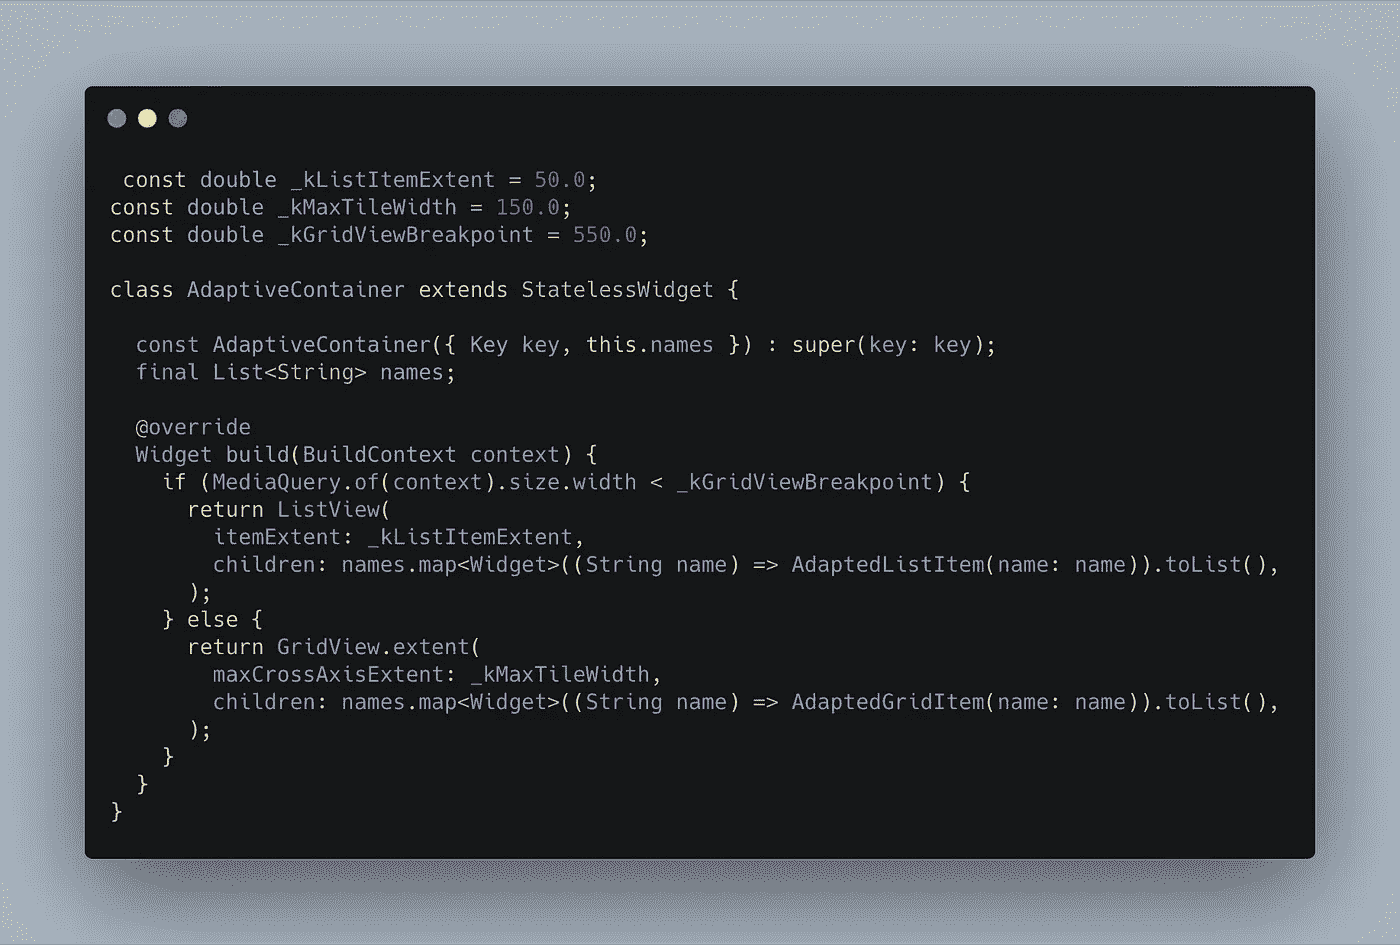 const double _kListItemExtent = 50.0;
const double _kMaxTileWidth = 150.0;
const double _kGridViewBreakpoint = 550.0;

class AdaptiveContainer extends StatelessWidget {

  const AdaptiveContainer({ Key key, this.names }) : super(key: key);
  final List<String> names;

  @override
  Widget build(BuildContext context) {
    if (MediaQuery.of(context).size.width < _kGridViewBreakpoint) {
      return ListView(
        itemExtent: _kListItemExtent,
        children: names.map<Widget>((String name) => AdaptedListItem(name: name)).toList(),
      );
    } else {
      return GridView.extent(
        maxCrossAxisExtent: _kMaxTileWidth,
        children: names.map<Widget>((String name) => AdaptedGridItem(name: name)).toList(),
      );
    }
  }
}